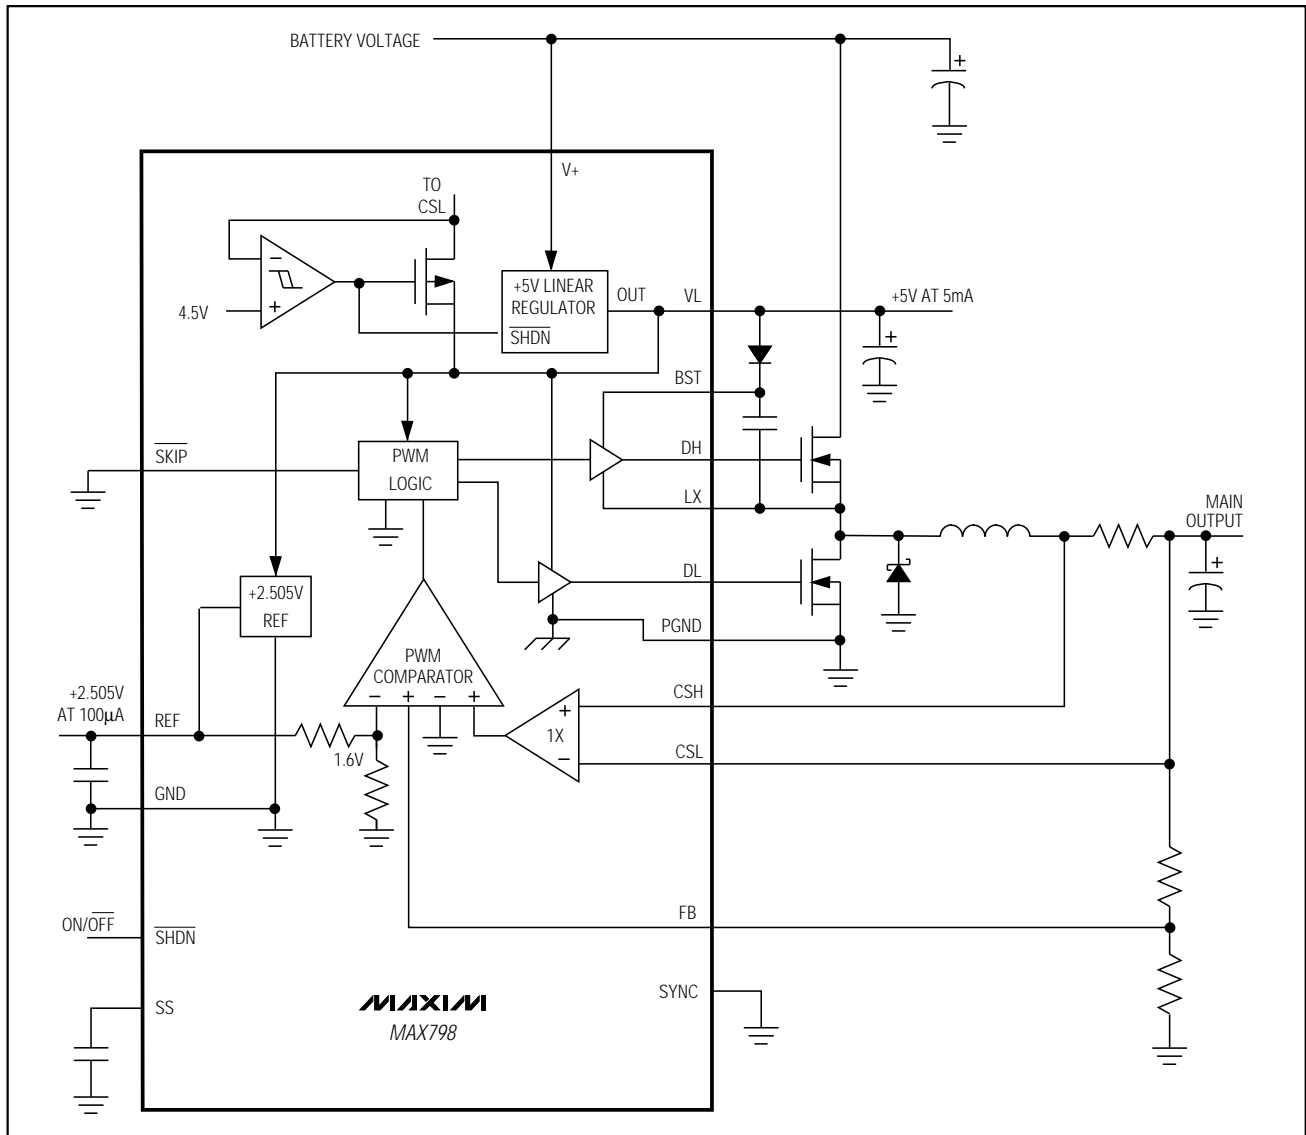 BATTERY VOLTAGE
+
V+
TO
CSL
−
+
4.5V
+5V LINEAR
REGULATOR
SHDN
OUT
VL
+5V AT 5mA
+
BST
SKIP
PWM
LOGIC
DH
LX
MAIN
OUTPUT
+
DL
+2.505V
REF
PGND
PWM
COMPARATOR
− + − +
+2.505V
AT 100µA
REF
1.6V
+
1X
−
CSH
CSL
GND
FB
ON/OFF
SHDN
SS
SYNC
MAXIM
MAX798